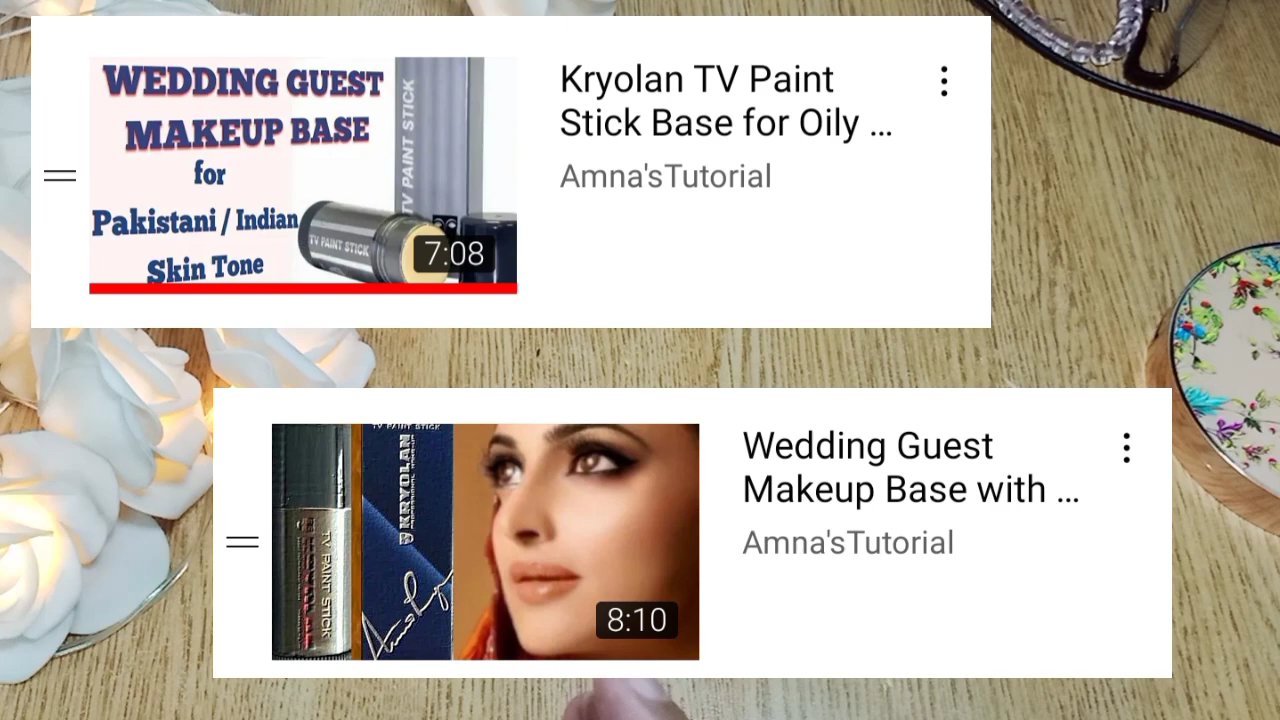 WEDDING GUEST
MAKEUP BASE
for
Pakistani / Indian
Skin Tone
TV PAINT STICK
TV PAINT STICK
7:08
Kryolan TV Paint
Stick Base for Oily ...
Amna'sTutorial
TV PAINT STICK
TV PAINT STICK
KRYOLAN
8:10
Wedding Guest
Makeup Base with ...
Amna'sTutorial